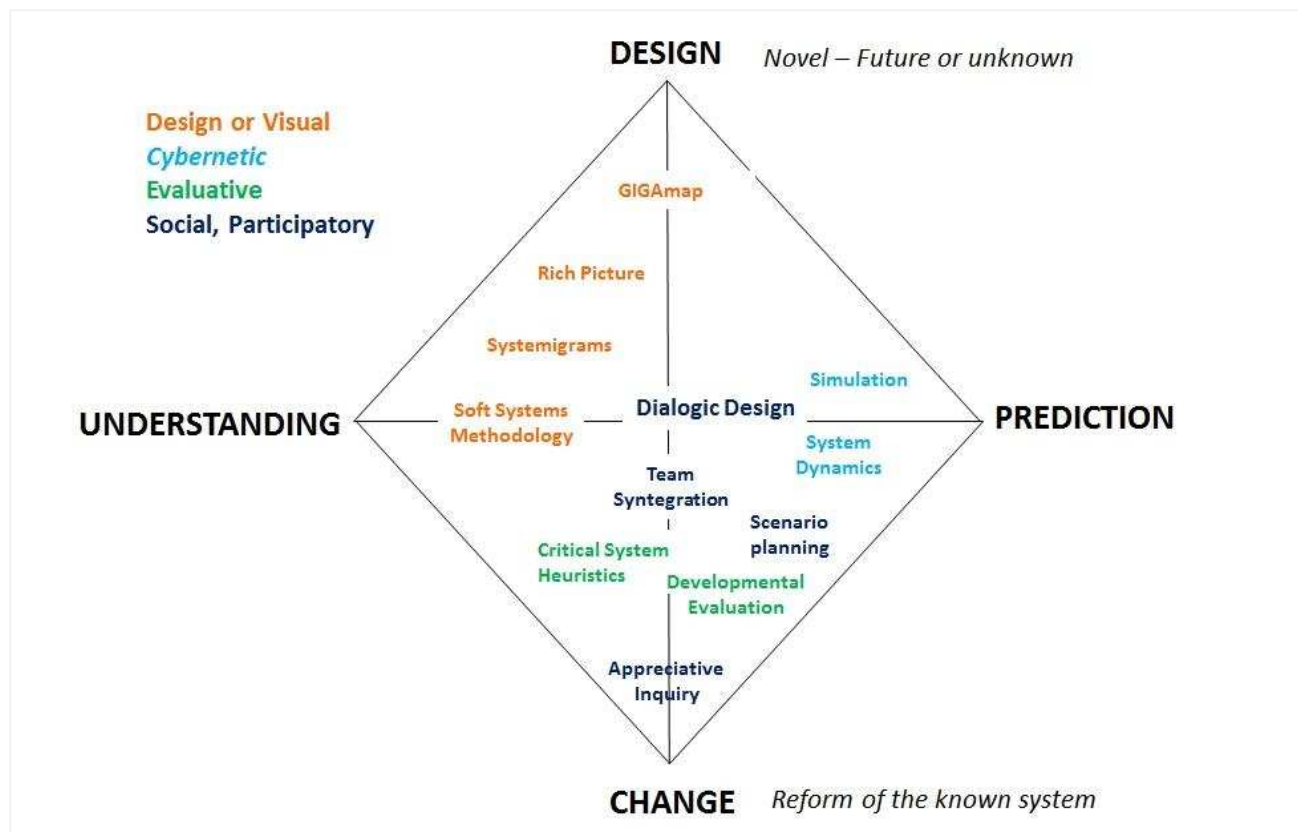 DESIGN
Novel – Future or unknown
Design or Visual
Cybernetic
Evaluative
Social, Participatory
GIGAmap
Rich Picture
Systemigrams
Simulation
UNDERSTANDING
Soft Systems
Methodology
Dialogic Design
PREDICTION
System
Dynamics
Team
Syntegration
Scenario
planning
Critical System
Heuristics
Developmental
Evaluation
Appreciative
Inquiry
CHANGE
Reform of the known system